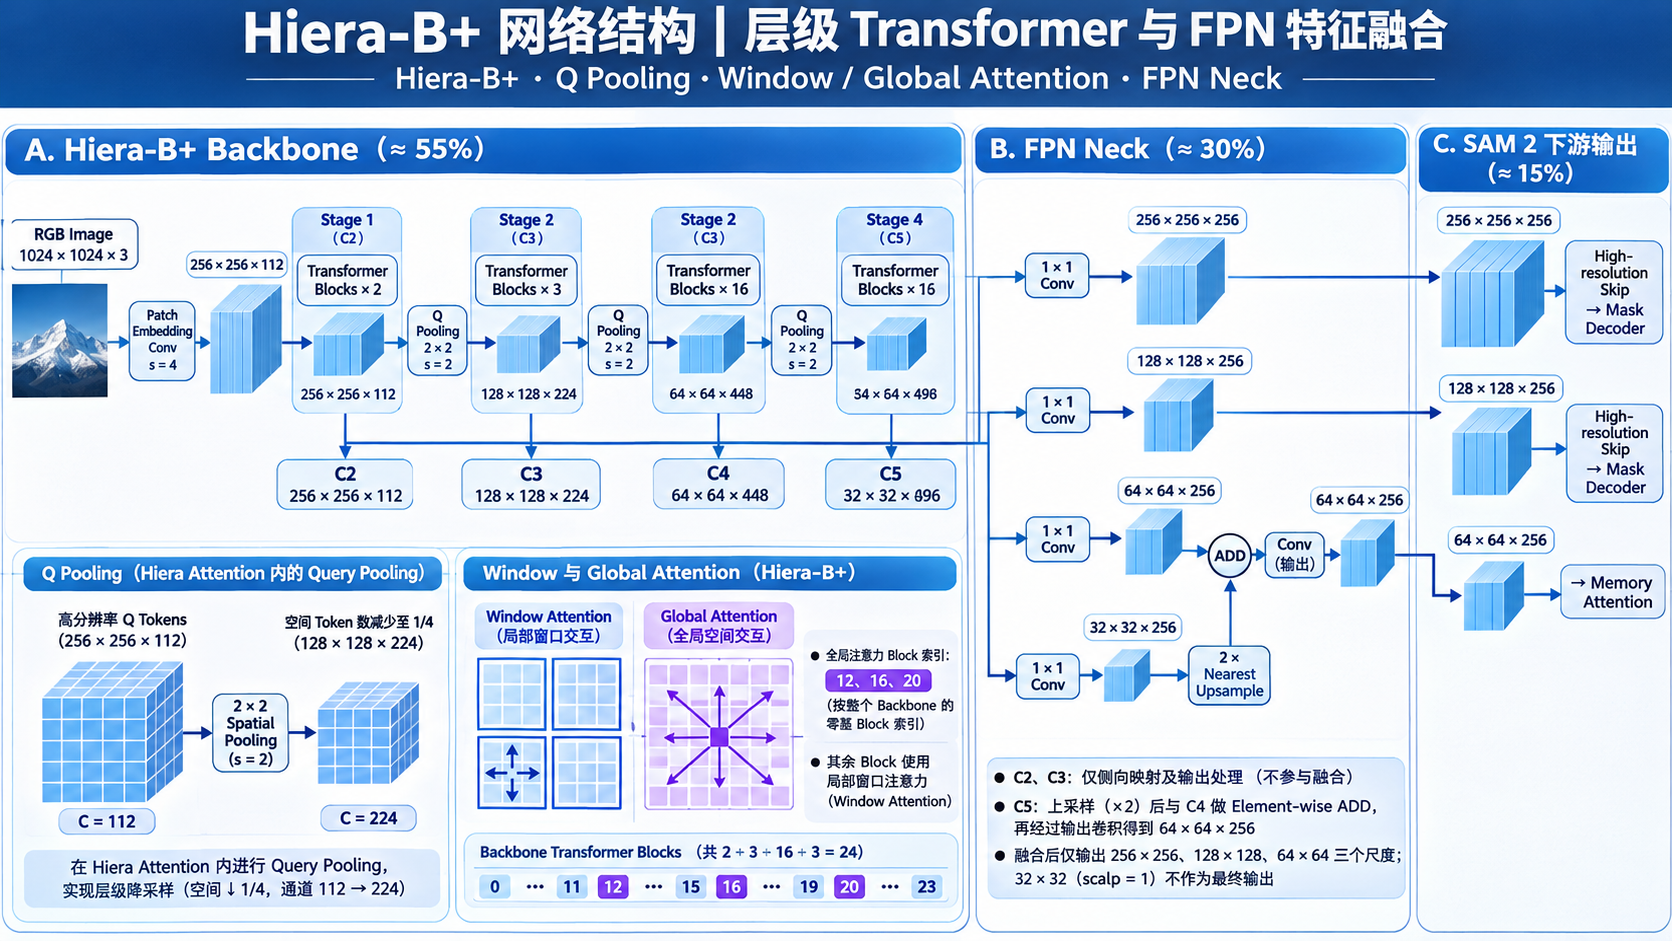 Hiera-B+ 网络结构 | 层级 Transformer 与 FPN 特征融合
Hiera-B+ · Q Pooling · Window / Global Attention · FPN Neck
A. Hiera-B+ Backbone（≈ 55%）
RGB Image
1024 × 1024 × 3
Patch
Embedding
Conv
s = 4
256 × 256 × 112
Stage 1
（C2）
Transformer
Blocks × 2
256 × 256 × 112
Q
Pooling
2 × 2
s = 2
Stage 2
（C3）
Transformer
Blocks × 3
128 × 128 × 224
Q
Pooling
2 × 2
s = 2
Stage 2
（C3）
Transformer
Blocks × 16
64 × 64 × 448
Q
Pooling
2 × 2
s = 2
Stage 4
（C5）
Transformer
Blocks × 16
34 × 64 × 496
C2
256 × 256 × 112
C3
128 × 128 × 224
C4
64 × 64 × 448
C5
32 × 32 × 896
Q Pooling（Hiera Attention 内的 Query Pooling）
高分辨率 Q Tokens
（256 × 256 × 112）
C = 112
2 × 2
Spatial
Pooling
(s = 2)
空间 Token 数减少至 1/4
（128 × 128 × 224）
C = 224
在 Hiera Attention 内进行 Query Pooling，
实现层级降采样（空间 ↓ 1/4，通道 112 → 224）
Window 与 Global Attention（Hiera-B+）
Window Attention
（局部窗口交互）
Global Attention
（全局空间交互）
● 全局注意力 Block 索引：
12、16、20
（按整个 Backbone 的
零基 Block 索引）
● 其余 Block 使用
局部窗口注意力
（Window Attention）
Backbone Transformer Blocks （共 2 + 3 + 16 + 3 = 24）
0 ··· 11 12 ··· 15 16 ··· 19 20 ··· 23
B. FPN Neck（≈ 30%）
1 × 1
Conv
256 × 256 × 256
1 × 1
Conv
128 × 128 × 256
1 × 1
Conv
64 × 64 × 256
ADD
Conv
（输出）
64 × 64 × 256
1 × 1
Conv
32 × 32 × 256
2 ×
Nearest
Upsample
● C2、C3：仅侧向映射及输出处理 （不参与融合）
● C5：上采样（×2）后与 C4 做 Element-wise ADD，
再经过输出卷积得到 64 × 64 × 256
● 融合后仅输出 256 × 256、128 × 128、64 × 64 三个尺度；
32 × 32（scalp = 1）不作为最终输出
C. SAM 2 下游输出
（≈ 15%）
256 × 256 × 256
High-
resolution
Skip
→ Mask
Decoder
128 × 128 × 256
High-
resolution
Skip
→ Mask
Decoder
64 × 64 × 256
→ Memory
Attention